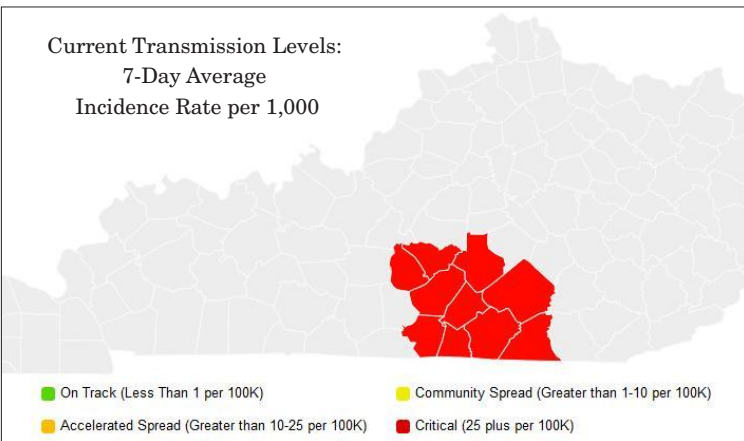 Current Transmission Levels:
7-Day Average
Incidence Rate per 1,000
On Track (Less Than 1 per 100K)
Community Spread (Greater than 1-10 per 100K)
Accelerated Spread (Greater than 10-25 per 100K)
Critical (25 plus per 100K)